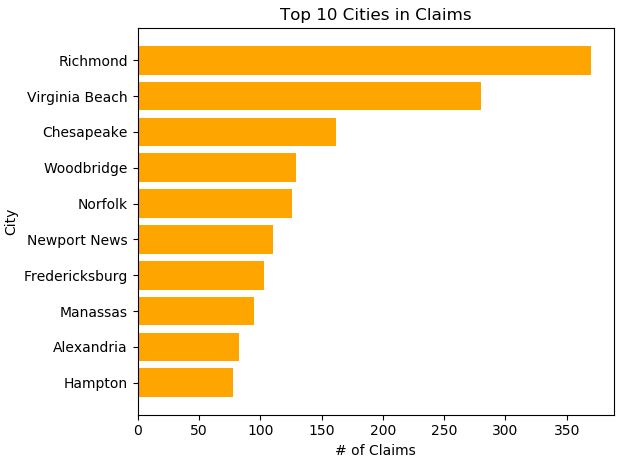 Top 10 Cities in Claims
Richmond
Virginia Beach
Chesapeake
Woodbridge
Norfolk
Newport News
Fredericksburg
Manassas
Alexandria
Hampton
City
0 50 100 150 200 250 300 350
# of Claims